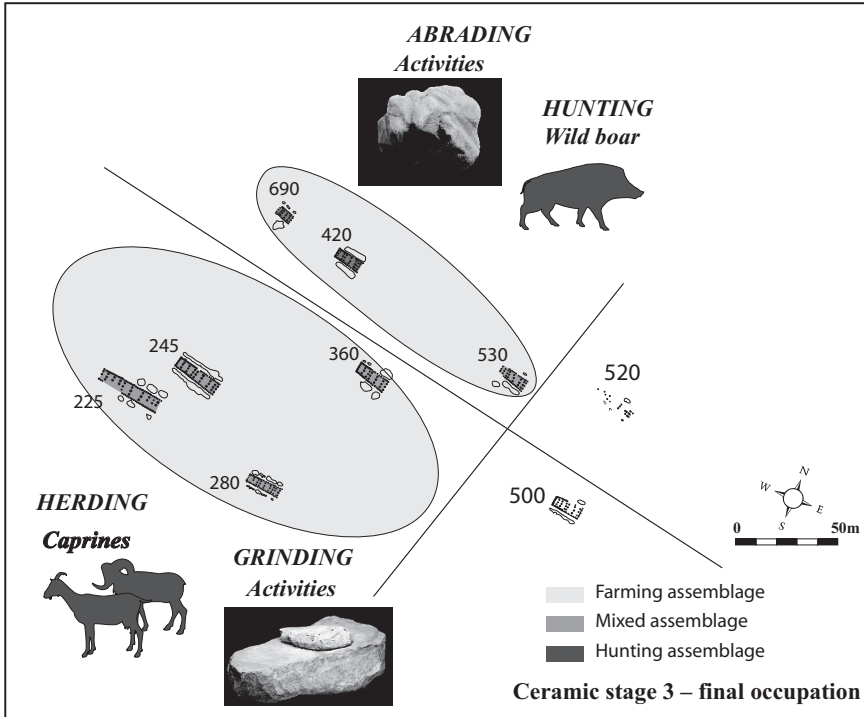 ABRADING
Activities
HUNTING
Wild boar
690
420
245
360
530
520
225
280
500
HERDING
Caprines
GRINDING
Activities
N
W
E
S
0 50m
Farming assemblage
Mixed assemblage
Hunting assemblage
Ceramic stage 3 – final occupation